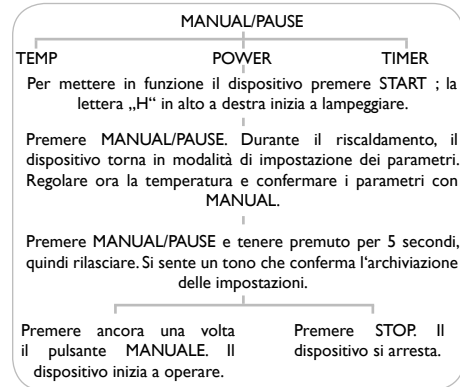 MANUAL/PAUSE
TEMP POWER TIMER
Per mettere in funzione il dispositivo premere START ; la
lettera „H“ in alto a destra inizia a lampeggiare.
Premere MANUAL/PAUSE. Durante il riscaldamento, il
dispositivo torna in modalità di impostazione dei parametri.
Regolare ora la temperatura e confermare i parametri con
MANUAL.
Premere MANUAL/PAUSE e tenere premuto per 5 secondi,
quindi rilasciare. Si sente un tono che conferma l‘archiviazione
delle impostazioni.
Premere ancora una volta
il pulsante MANUALE. Il
dispositivo inizia a operare.
Premere STOP. Il
dispositivo si arresta.